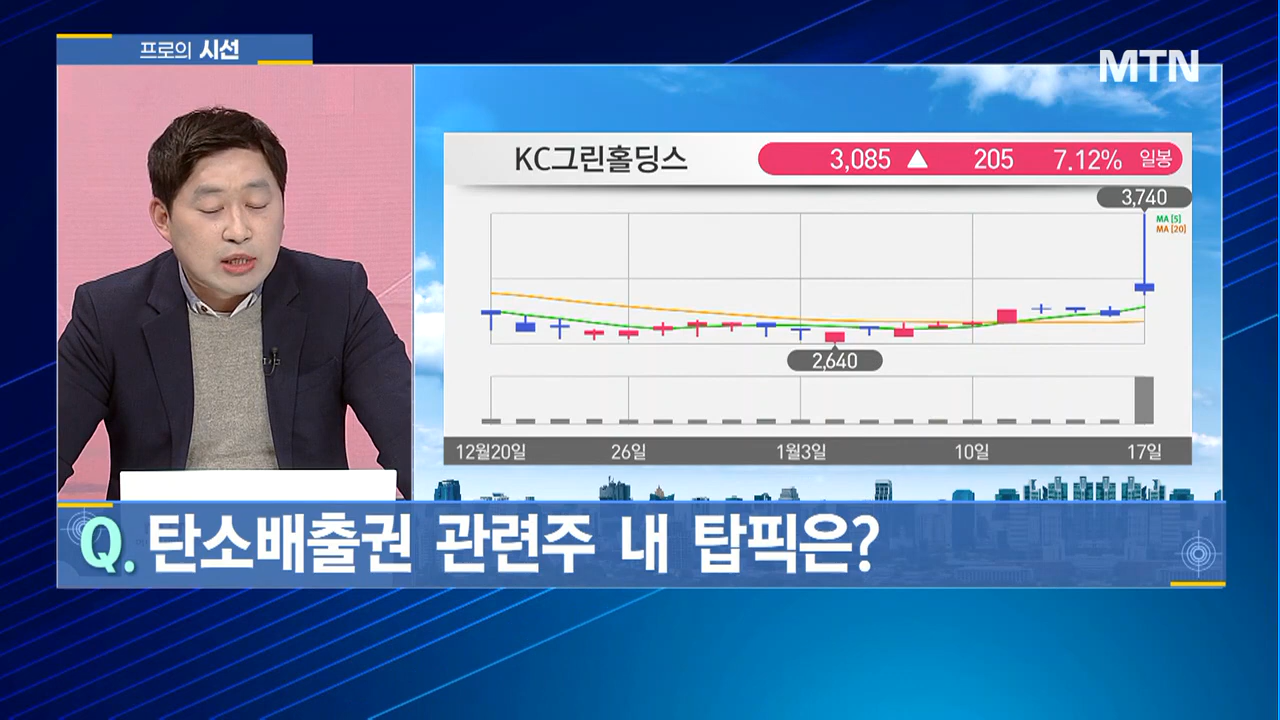 프로의 시선
MTN
KC그린홀딩스 3,085 ▲ 205 7.12% 일봉
3,740
MA [5]
MA [20]
2,640
12월20일 26일 1월3일 10일 17일
Q. 탄소배출권 관련주 내 탑픽은?